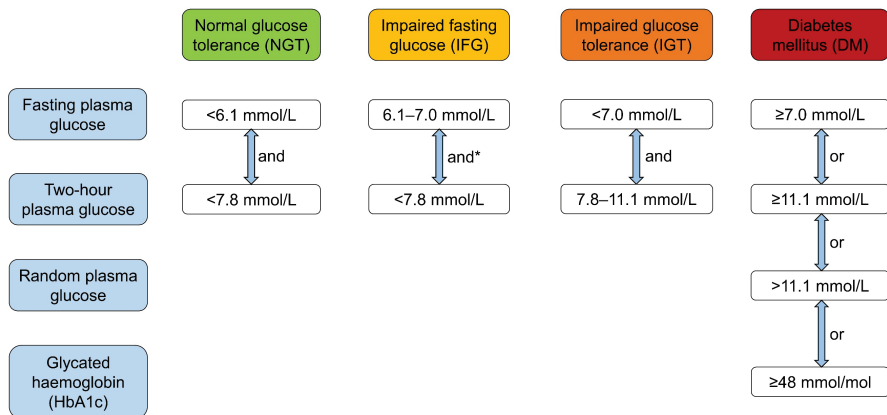 Normal glucose
tolerance (NGT)
Impaired fasting
glucose (IFG)
Impaired glucose
tolerance (IGT)
Diabetes
mellitus (DM)
Fasting plasma
glucose
<6.1 mmol/L
6.1–7.0 mmol/L
<7.0 mmol/L
≥7.0 mmol/L
and
and*
and
or
Two-hour
plasma glucose
<7.8 mmol/L
<7.8 mmol/L
7.8–11.1 mmol/L
≥11.1 mmol/L
or
Random plasma
glucose
>11.1 mmol/L
or
Glycated
haemoglobin
(HbA1c)
≥48 mmo/mol